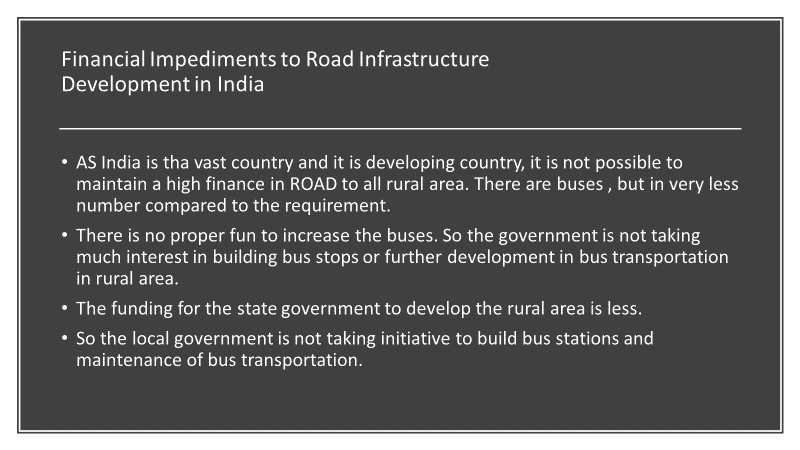 Financial Impediments to Road Infrastructure
Development in India
• AS India is tha vast country and it is developing country, it is not possible to
maintain a high finance in ROAD to all rural area. There are buses , but in very less
number compared to the requirement.
• There is no proper fun to increase the buses. So the government is not taking
much interest in building bus stops or further development in bus transportation
in rural area.
• The funding for the state government to develop the rural area is less.
• So the local government is not taking initiative to build bus stations and
maintenance of bus transportation.